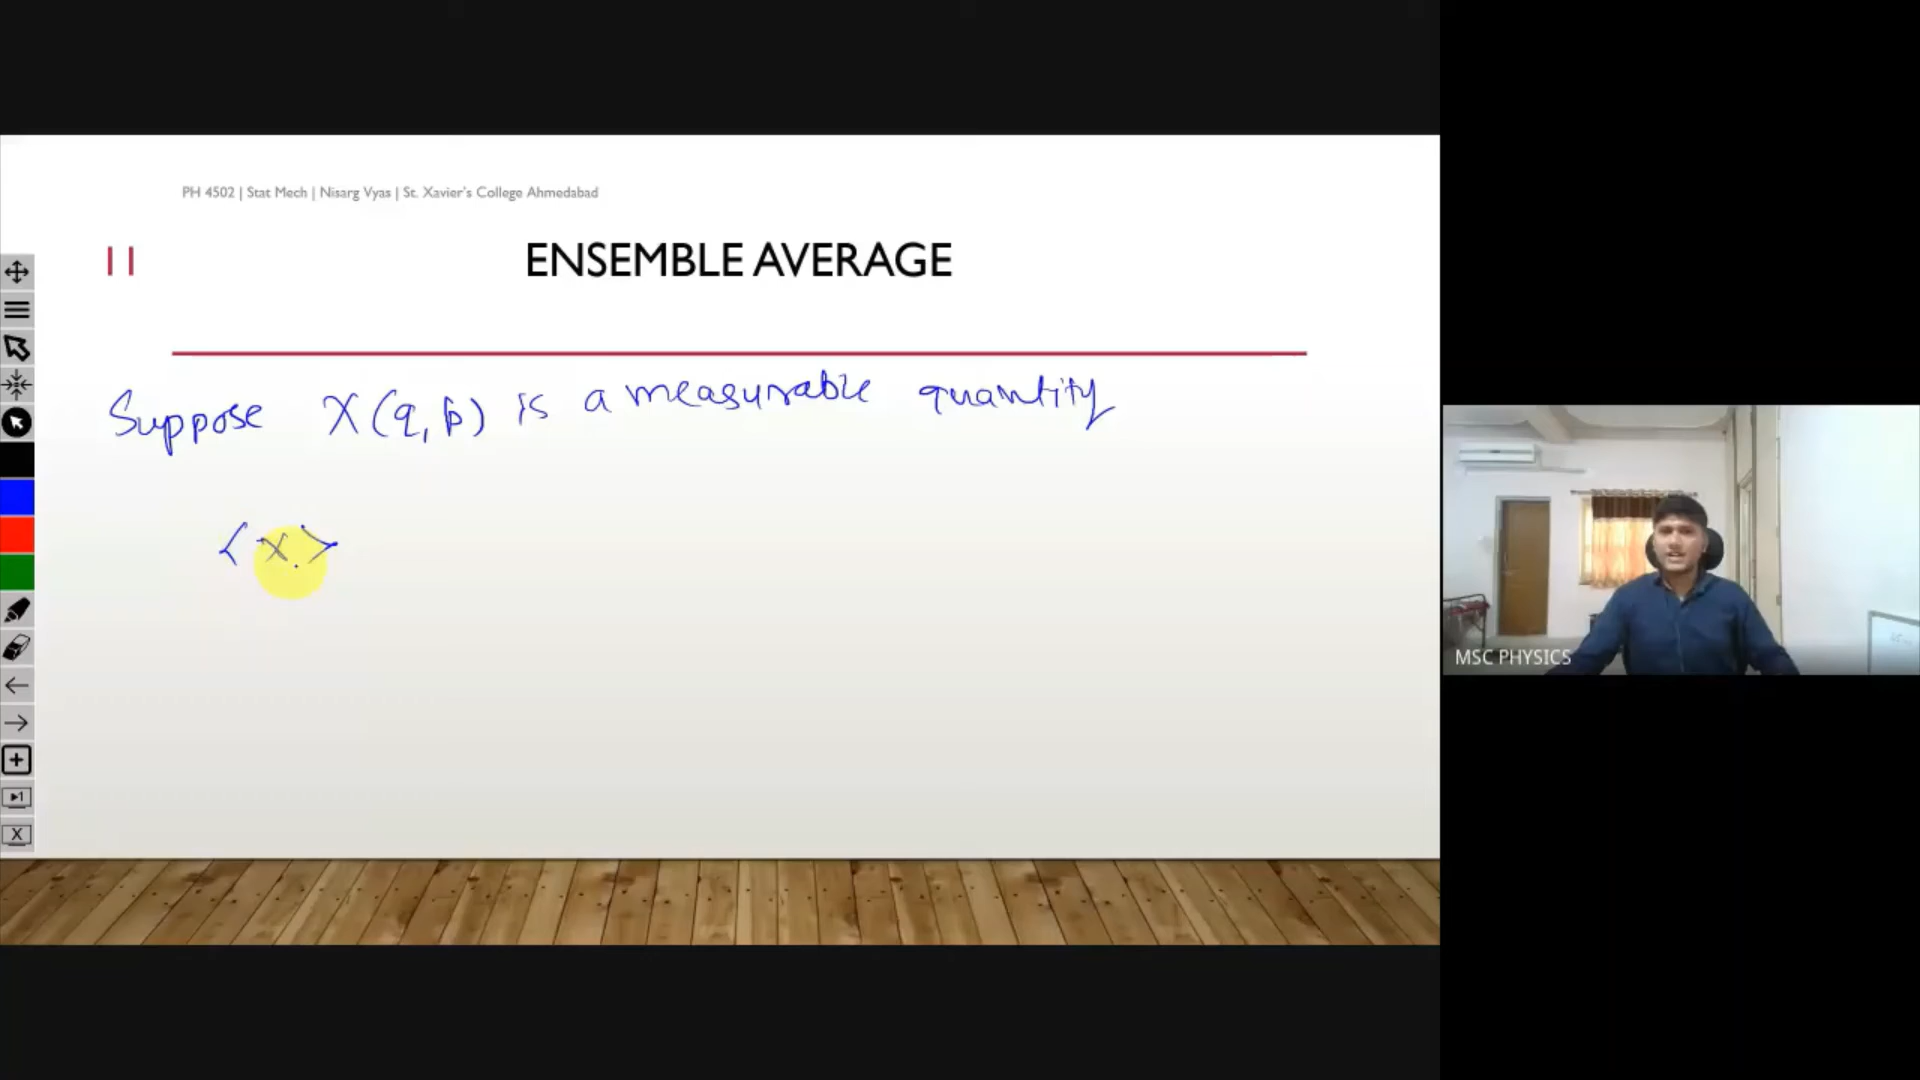 PH 4502 | Stat Mech | Nisarg Vyas | St. Xavier's College Ahmedabad
11
ENSEMBLE AVERAGE
Suppose X(q,p) is a measurable quantity
<x>
MSC PHYSICS